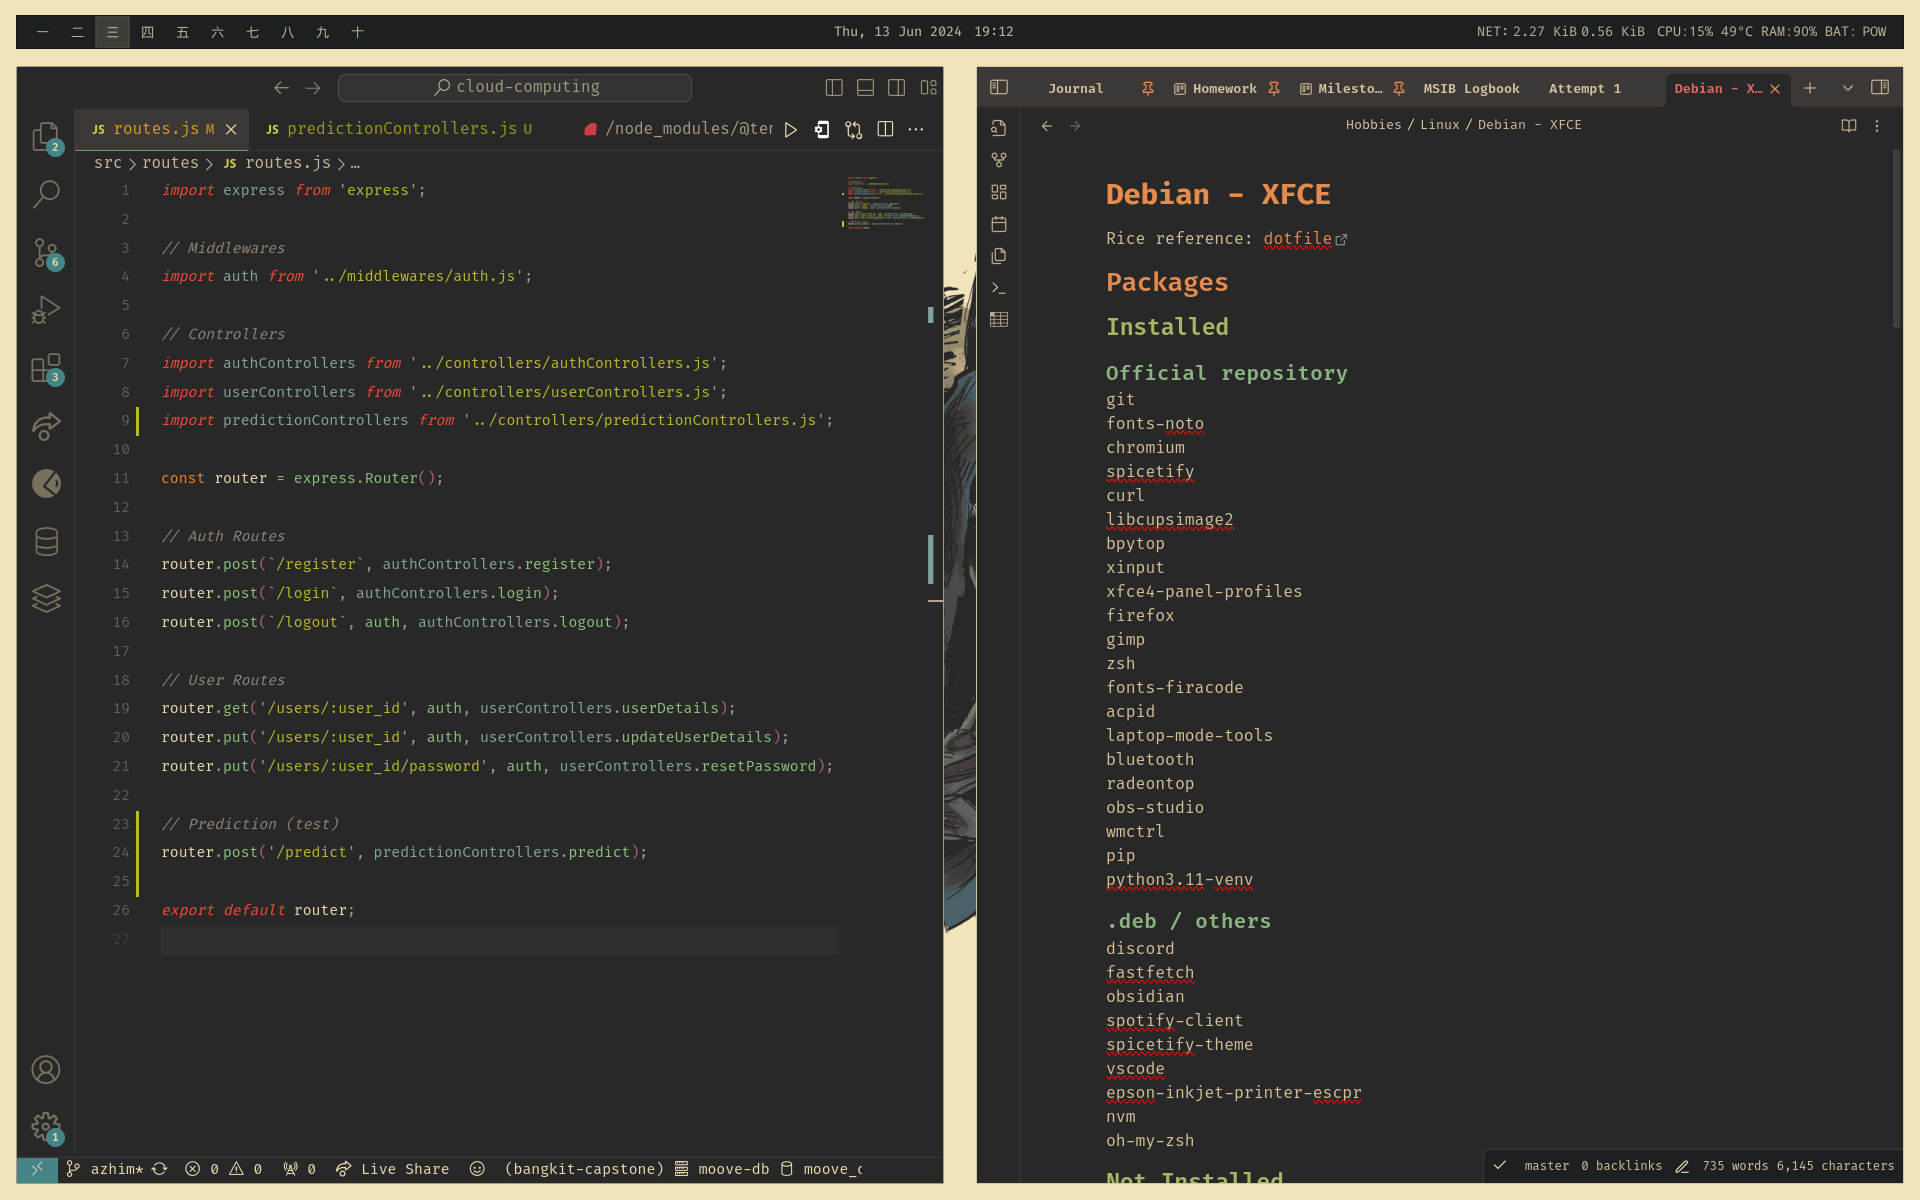 一 二 三 四 五 六 七 八 九 十
Thu, 13 Jun 2024 19:12
NET: 2.27 KiB 0.56 KiB CPU:15% 49°C RAM:90% BAT: POW
cloud-computing
routes.js M
predictionControllers.js U
/node_modules/@ter
src > routes > JS routes.js > …
1 import express from 'express';
2
3 // Middlewares
4 import auth from '../middlewares/auth.js';
5
6 // Controllers
7 import authControllers from '../controllers/authControllers.js';
8 import userControllers from '../controllers/userControllers.js';
9 import predictionControllers from '../controllers/predictionControllers.js';
10
11 const router = express.Router();
12
13 // Auth Routes
14 router.post(`/register`, authControllers.register);
15 router.post(`/login`, authControllers.login);
16 router.post(`/logout`, auth, authControllers.logout);
17
18 // User Routes
19 router.get('/users/:user_id', auth, userControllers.userDetails);
20 router.put('/users/:user_id', auth, userControllers.updateUserDetails);
21 router.put('/users/:user_id/password', auth, userControllers.resetPassword);
22
23 // Prediction (test)
24 router.post('/predict', predictionControllers.predict);
25
26 export default router;
27
2
6
3
1
azhim* 0 0 0 Live Share (bangkit-capstone) moove-db moove_c
Journal Homework Milesto… MSIB Logbook Attempt 1 Debian - X…
Hobbies / Linux / Debian - XFCE
Debian - XFCE
Rice reference: dotfile
Packages
Installed
Official repository
git
fonts-noto
chromium
spicetify
curl
libcupsimage2
bpytop
xinput
xfce4-panel-profiles
firefox
gimp
zsh
fonts-firacode
acpid
laptop-mode-tools
bluetooth
radeontop
obs-studio
wmctrl
pip
python3.11-venv
.deb / others
discord
fastfetch
obsidian
spotify-client
spicetify-theme
vscode
epson-inkjet-printer-escpr
nvm
oh-my-zsh
Not Installed
master 0 backlinks 735 words 6,145 characters